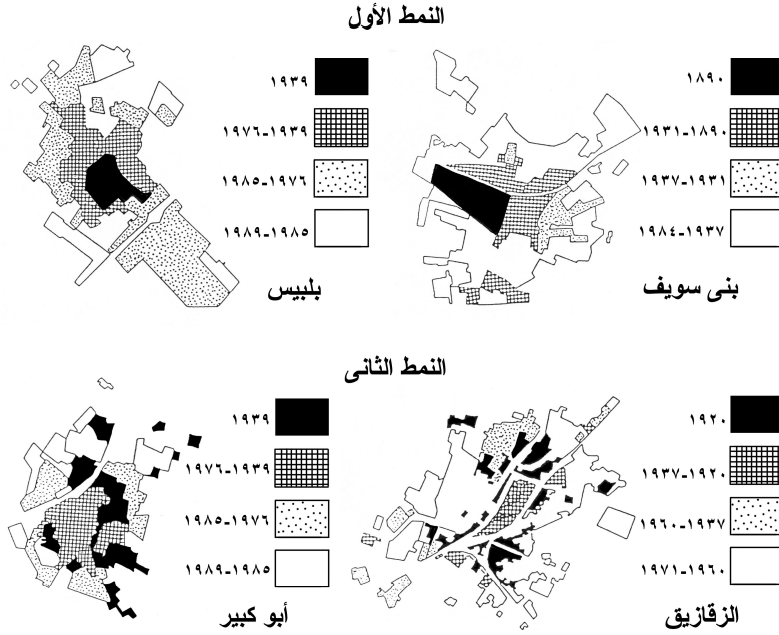 النمط الأول
١٨٩٠
١٨٩٠-١٩٣١
١٩٣١-١٩٣٧
١٩٣٧-١٩٨٤
بنى سويف
١٩٣٩
١٩٣٩-١٩٧٦
١٩٧٦-١٩٨٥
١٩٨٥-١٩٨٩
بلبيس
النمط الثانى
١٩٢٠
١٩٢٠-١٩٣٧
١٩٣٧-١٩٦٠
١٩٦٠-١٩٧١
الزقازيق
١٩٣٩
١٩٣٩-١٩٧٦
١٩٧٦-١٩٨٥
١٩٨٥-١٩٨٩
أبو كبير